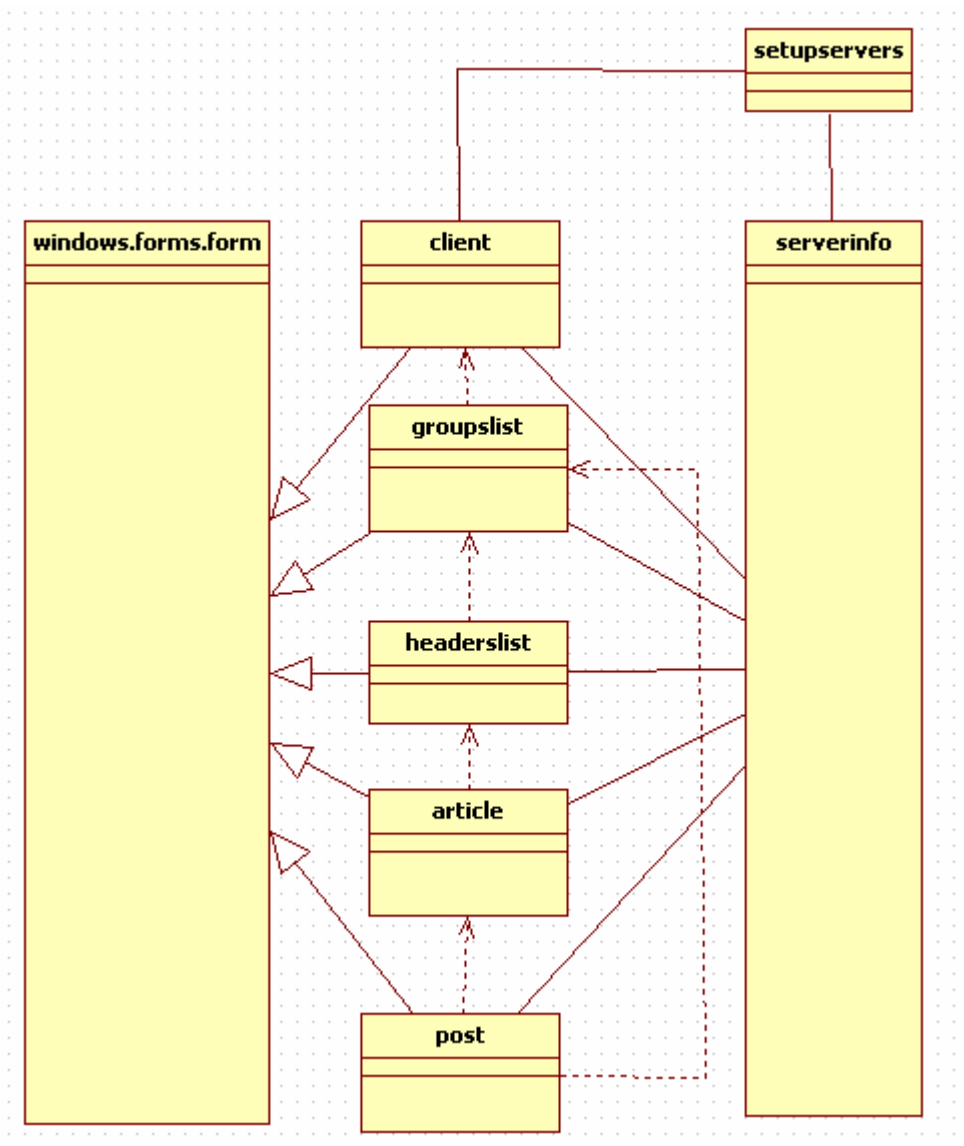 setupservers
windows.forms.form
client
serverinfo
groupslist
headerslist
article
post